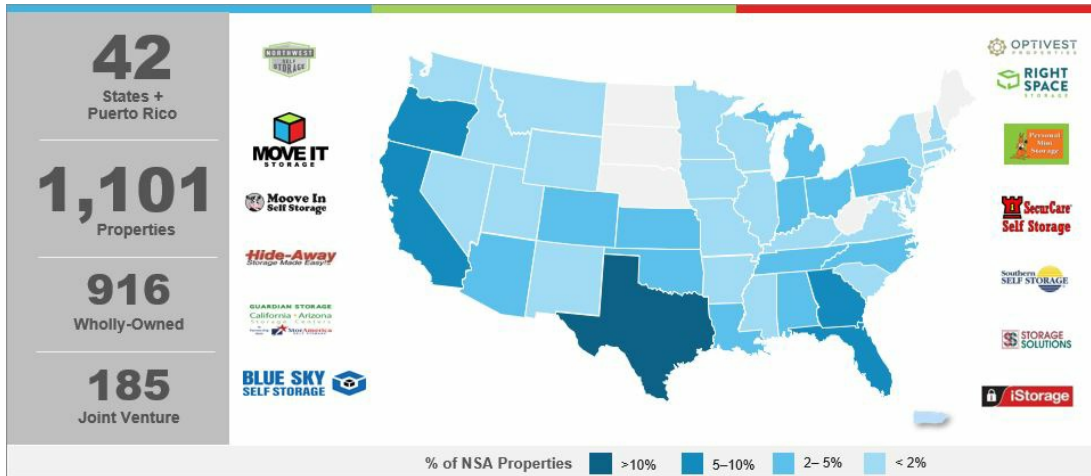 42
States +
Puerto Rico
1,101
Properties
916
Wholly-Owned
185
Joint Venture
NORTHWEST
SELF
STORAGE
MOVE IT
STORAGE
Moove In
Self Storage
Hide-Away
Storage Made Easy!
GUARDIAN STORAGE
California · Arizona
Storage Centers
StorAmerica
BLUE SKY
SELF STORAGE
OPTIVEST
PROPERTIES
RIGHT
SPACE
STORAGE
Personal
Mini
Storage
SecurCare
Self Storage
Southern
SELF STORAGE
STORAGE
SOLUTIONS
iStorage
% of NSA Properties >10% 5–10% 2–5% < 2%